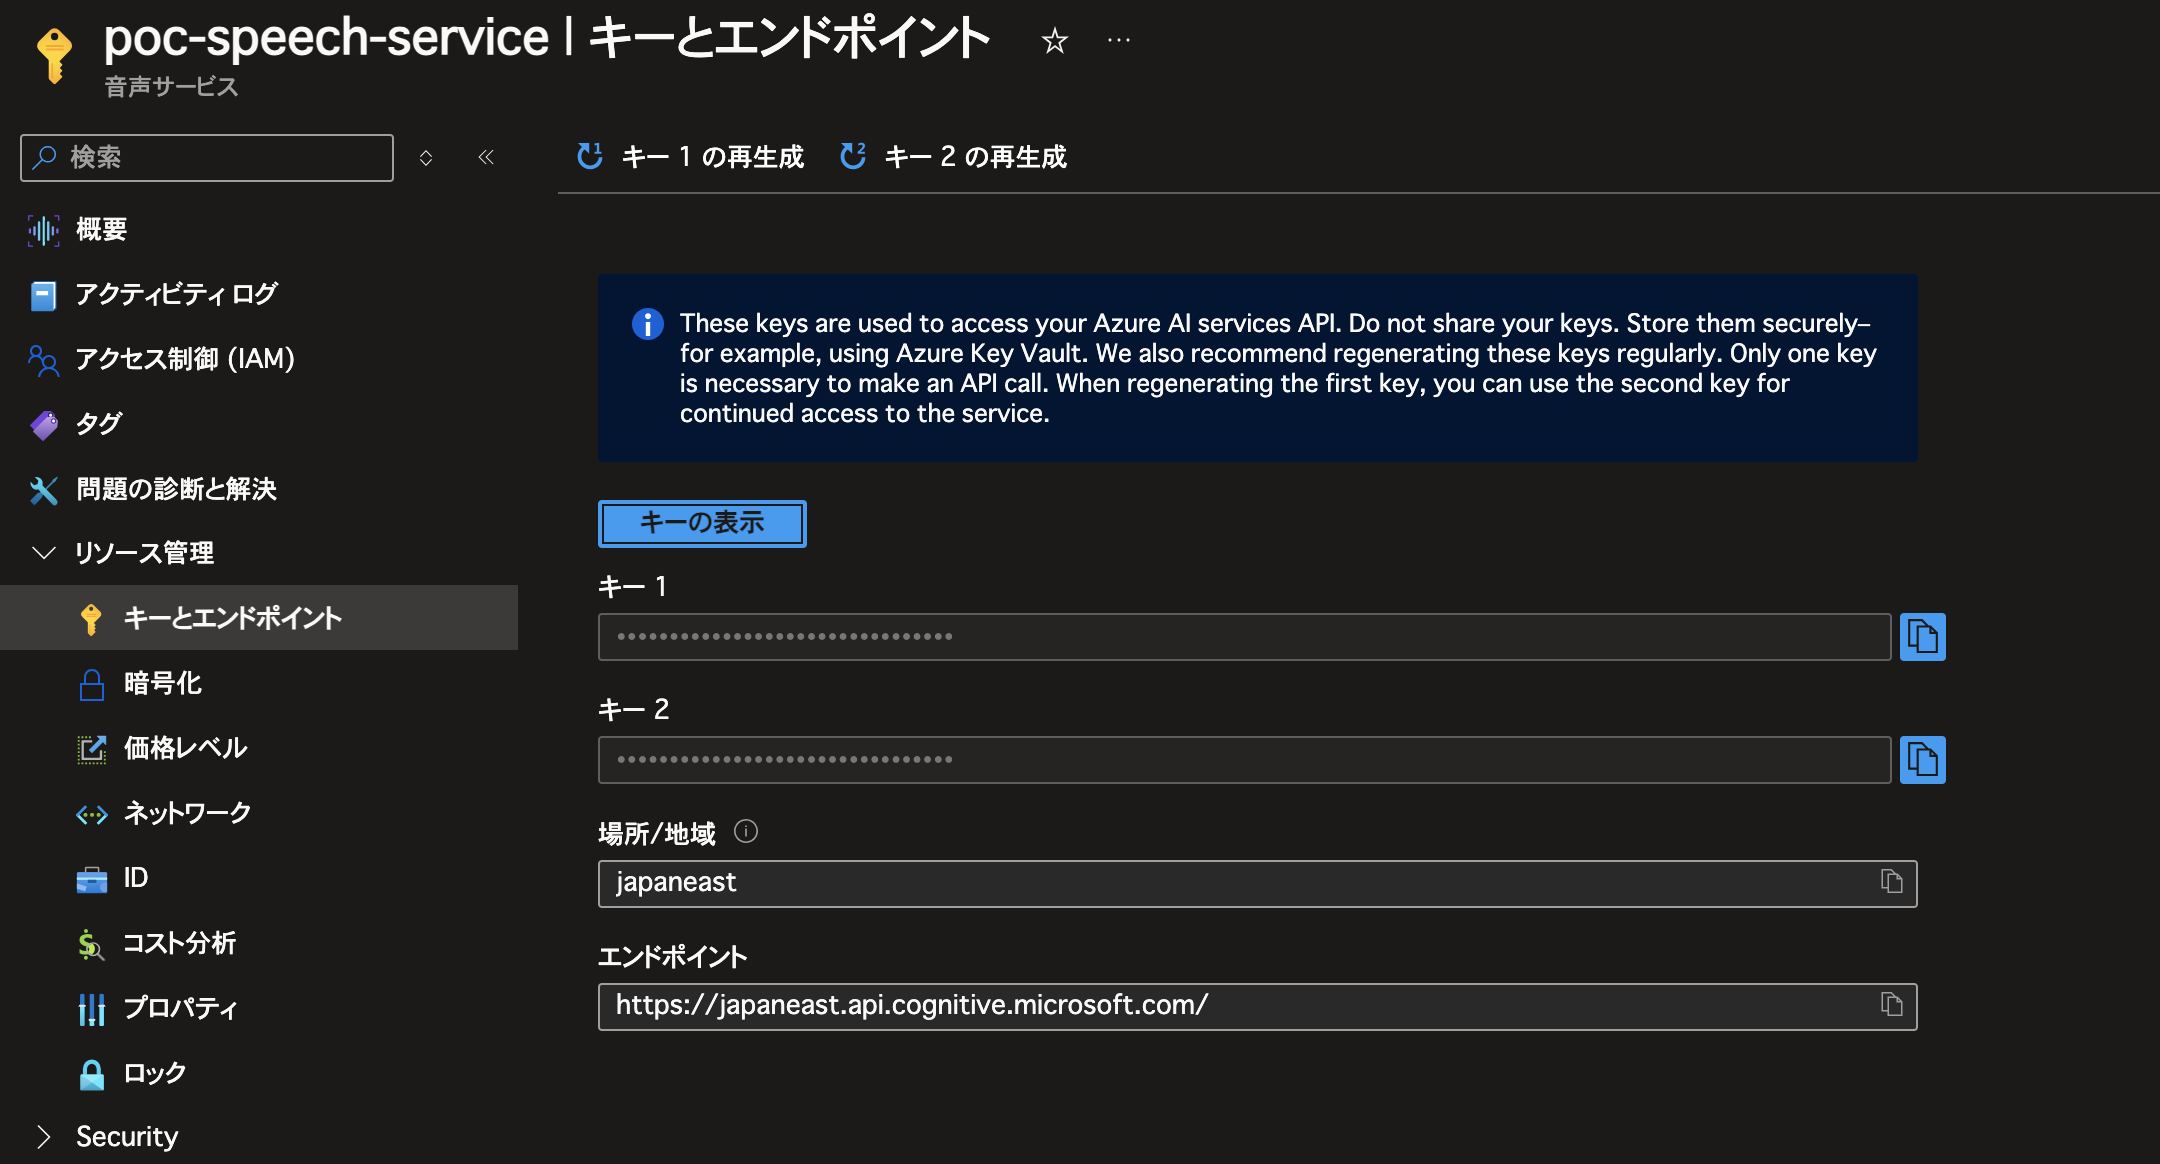 poc-speech-service | キーとエンドポイント
音声サービス
検索
キー 1 の再生成
キー 2 の再生成
概要
アクティビティ ログ
アクセス制御 (IAM)
タグ
問題の診断と解決
リソース管理
キーとエンドポイント
暗号化
価格レベル
ネットワーク
ID
コスト分析
プロパティ
ロック
Security
These keys are used to access your Azure AI services API. Do not share your keys. Store them securely–
for example, using Azure Key Vault. We also recommend regenerating these keys regularly. Only one key
is necessary to make an API call. When regenerating the first key, you can use the second key for
continued access to the service.
キーの表示
キー 1
••••••••••••••••••••••••••••••••
キー 2
••••••••••••••••••••••••••••••••
場所/地域
japaneast
エンドポイント
https://japaneast.api.cognitive.microsoft.com/